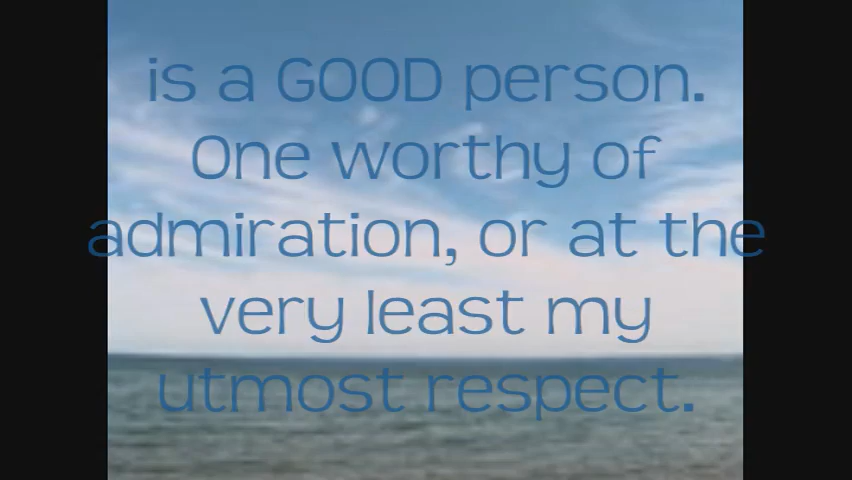 is a GOOD person.
One worthy of
admiration, or at the
very least my
utmost respect.